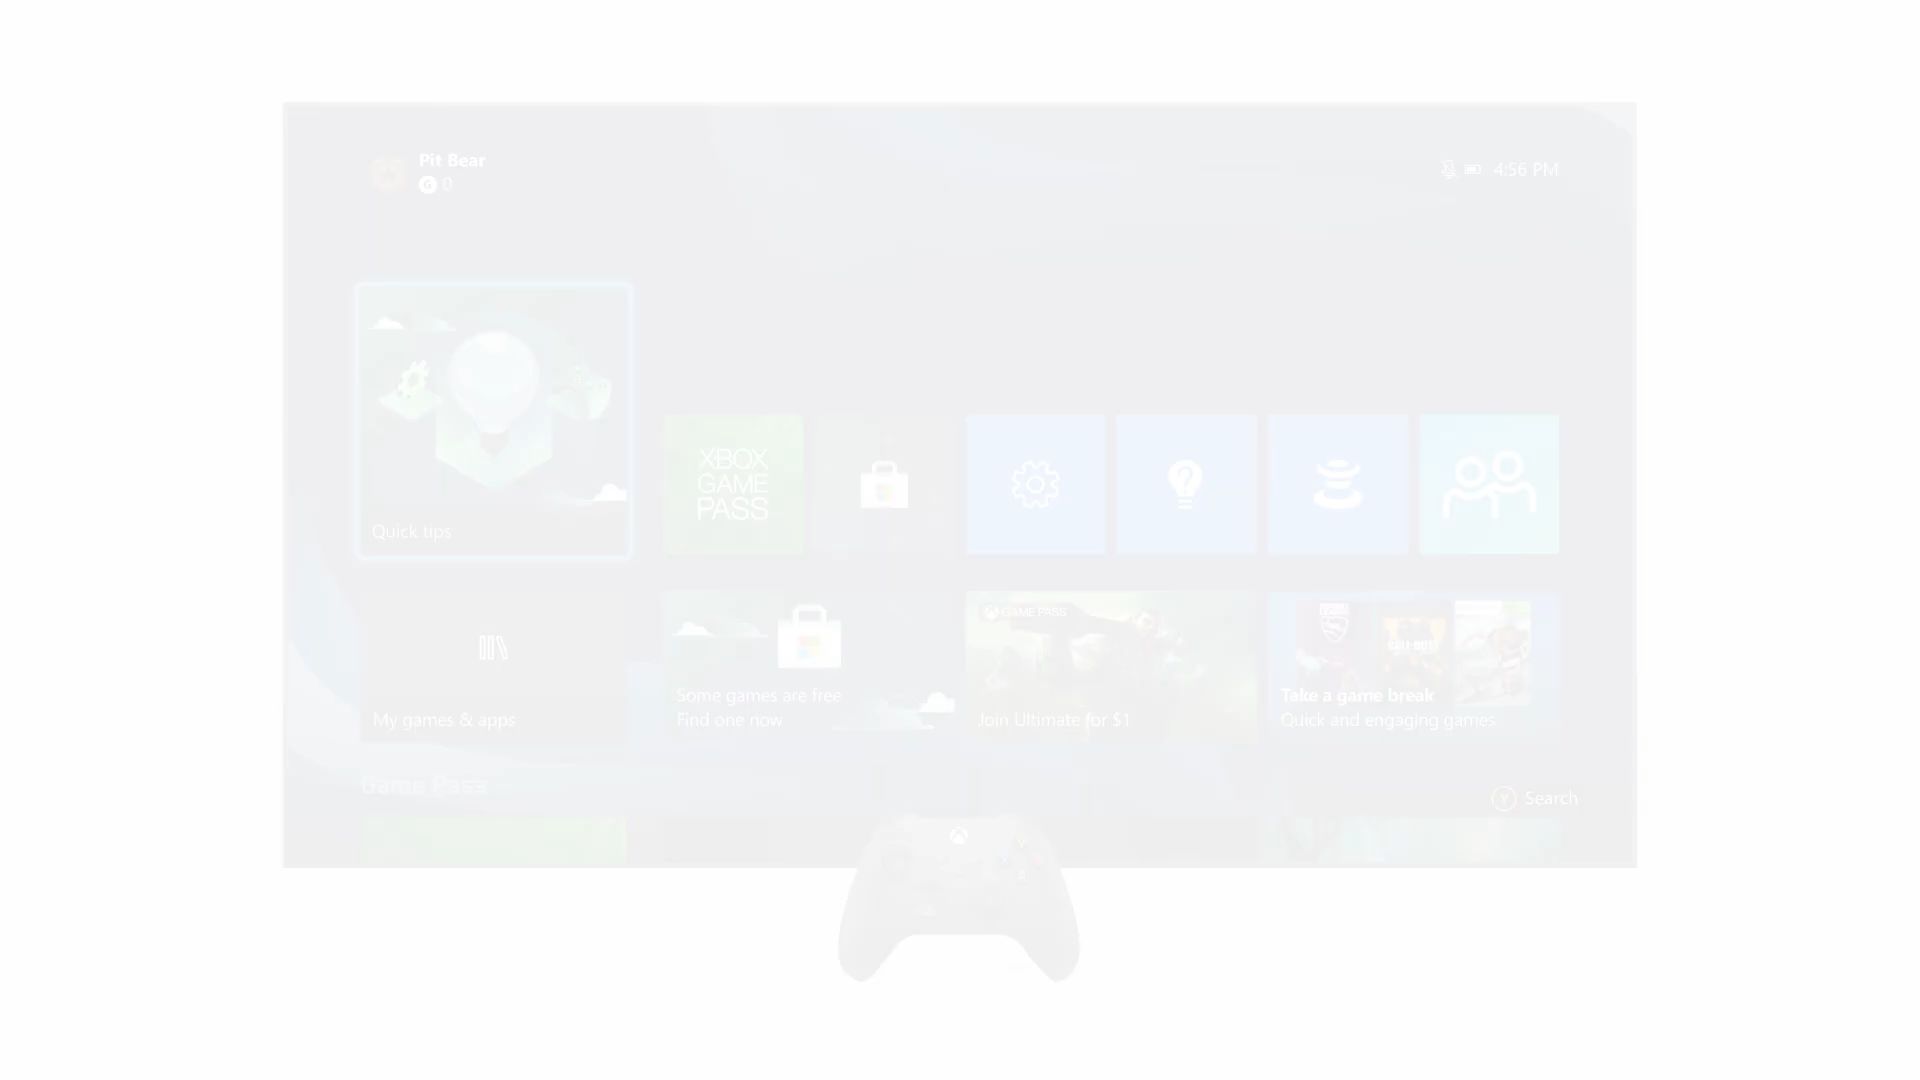 Pit Bear
G 0
4:56 PM
Quick tips
XBOX
GAME
PASS
My games & apps
Some games are free
Find one now
GAME PASS
Join Ultimate for $1
Take a game break
Quick and engaging games
Game Pass
Y Search